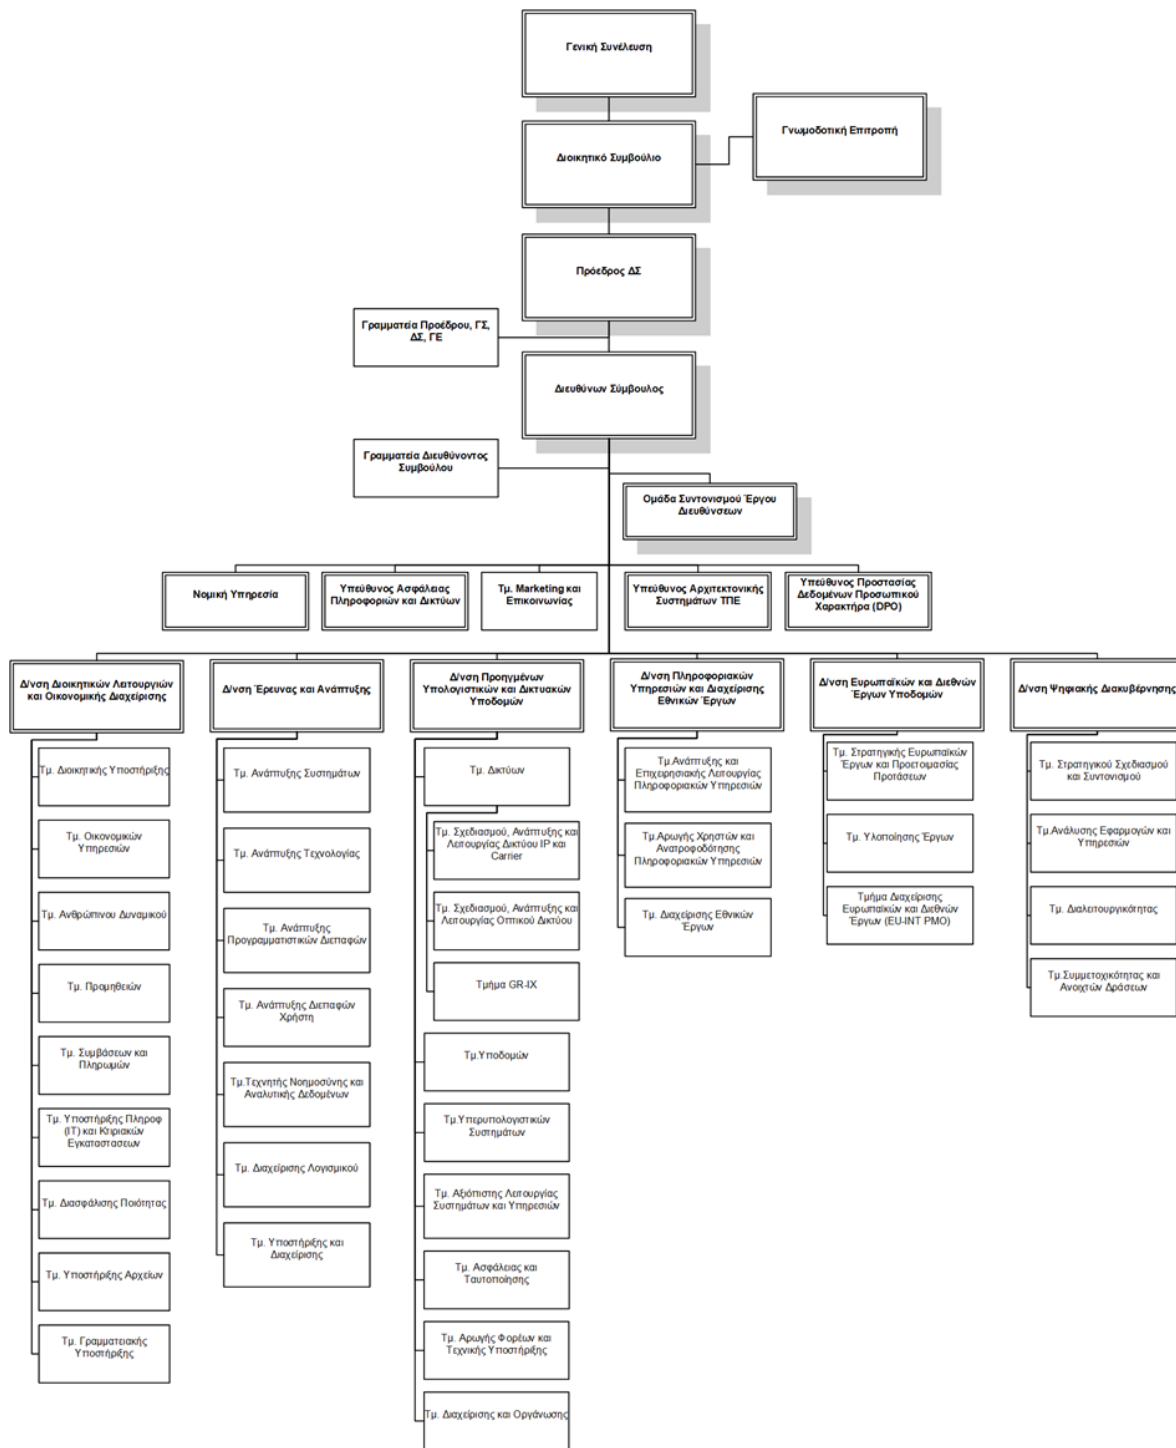 Γενική Συνέλευση
Γνωμοδοτική Επιτροπή
Διοικητικό Συμβούλιο
Πρόεδρος ΔΣ
Γραμματεία Προέδρου, ΓΣ,
ΔΣ, ΓΕ
Διευθύνων Σύμβουλος
Γραμματεία Διευθύνοντος
Συμβούλου
Ομάδα Συντονισμού Έργου
Διευθύνσεων
Νομική Υπηρεσία
Υπεύθυνος Ασφάλειας
Πληροφοριών και Δικτύων
Τμ. Marketing και
Επικοινωνίας
Υπεύθυνος Αρχιτεκτονικής
Συστημάτων ΤΠΕ
Υπεύθυνος Προστασίας
Δεδομένων Προσωπικού
Χαρακτήρα (DPO)
Δ/νση Διοικητικών Λειτουργιών
και Οικονομικής Διαχείρισης
Τμ. Διοικητικής Υποστήριξης
Τμ. Οικονομικών
Υπηρεσιών
Τμ. Ανθρώπινου Δυναμικού
Τμ. Προμηθειών
Τμ. Συμβάσεων και
Πληρωμών
Τμ. Υποστήριξης Πληροφ
(IT) και Κτιριακών
Εγκαταστασεων
Τμ. Διασφάλισης Ποιότητας
Τμ. Υποστήριξης Αρχείων
Τμ. Γραμματειακής
Υποστήριξης
Δ/νση Έρευνας και Ανάπτυξης
Τμ. Ανάπτυξης Συστημάτων
Τμ. Ανάπτυξης Τεχνολογίας
Τμ. Ανάπτυξης
Προγραμματιστικών Διεπαφών
Τμ. Ανάπτυξης Διεπαφών
Χρήστη
Τμ.Τεχνητής Νοημοσύνης και
Αναλυτικής Δεδομένων
Τμ. Διαχείρισης Λογισμικού
Τμ. Υποστήριξης και
Διαχείρισης
Δ/νση Προηγμένων
Υπολογιστικών και Δικτυακών
Υποδομών
Τμ. Δικτύων
Τμ. Σχεδιασμού, Ανάπτυξης και
Λειτουργίας Δικτύου IP και
Carrier
Τμ. Σχεδιασμού, Ανάπτυξης και
Λειτουργίας Οπτικού Δικτύου
Τμήμα GR-IX
Τμ.Υποδομών
Τμ.Υπερυπολογιστικών
Συστημάτων
Τμ. Αξιόπιστης Λειτουργίας
Συστημάτων και Υπηρεσιών
Τμ. Ασφάλειας και
Ταυτοποίησης
Τμ. Αρωγής Φορέων και
Τεχνικής Υποστήριξης
Τμ. Διαχείρισης και Οργάνωσης
Δ/νση Πληροφοριακών
Υπηρεσιών και Διαχείρισης
Εθνικών Έργων
Τμ.Ανάπτυξης και
Επιχειρησιακής Λειτουργίας
Πληροφοριακών Υπηρεσιών
Τμ.Αρωγής Χρηστών και
Ανατροφοδότησης
Πληροφοριακών Υπηρεσιών
Τμ. Διαχείρισης Εθνικών
Έργων
Δ/νση Ευρωπαϊκών και Διεθνών
Έργων Υποδομών
Τμ. Στρατηγικής Ευρωπαϊκών
Έργων και Προετοιμασίας
Προτάσεων
Τμ. Υλοποίησης Έργων
Τμήμα Διαχείρισης
Ευρωπαϊκών και Διεθνών
Έργων (EU-INT PMO)
Δ/νση Ψηφιακής Διακυβέρνησης
Τμ. Στρατηγικού Σχεδιασμού
και Συντονισμού
Τμ.Ανάλυσης Εφαρμογών και
Υπηρεσιών
Τμ. Διαλειτουργικότητας
Τμ.Συμμετοχικότητας και
Ανοιχτών Δράσεων